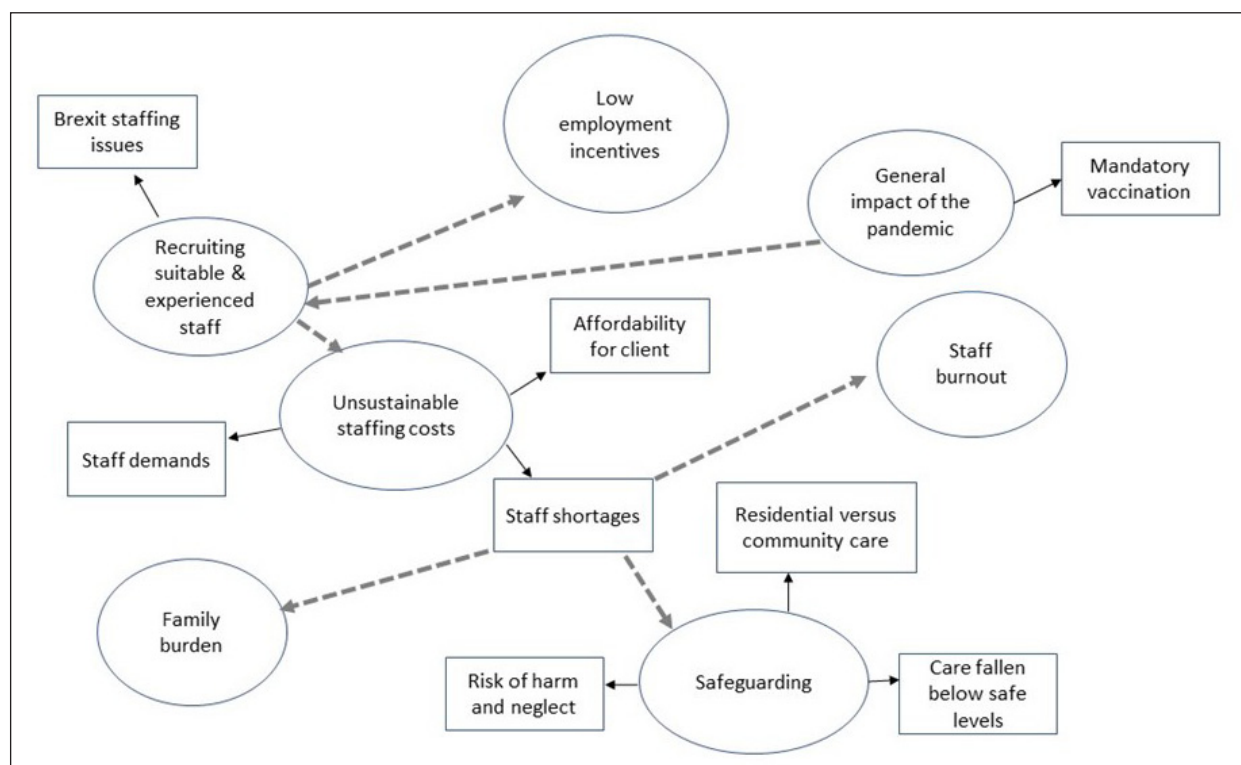 Low
employment
incentives
Brexit staffing
issues
General
impact of the
pandemic
Mandatory
vaccination
Recruiting
suitable &
experienced
staff
Affordability
for client
Staff
burnout
Unsustainable
staffing costs
Staff demands
Staff shortages
Residential versus
community care
Family
burden
Risk of harm
and neglect
Safeguarding
Care fallen
below safe
levels